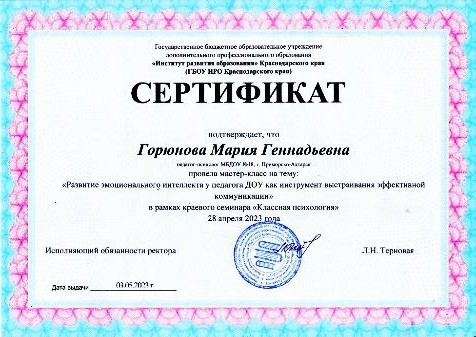 Государственное бюджетное образовательное учреждение
дополнительного профессионального образования
«Институт развития образования» Краснодарского края
(ГБОУ ИРО Краснодарского края)
СЕРТИФИКАТ
подтверждает, что
Горюнова Мария Геннадьевна
педагог-психолог МБДОУ №18, г. Приморско-Ахтарск
провела мастер-класс на тему:
«Развитие эмоционального интеллекта у педагога ДОУ как инструмент выстраивания эффективной
коммуникации»
в рамках краевого семинара «Классная психология»
28 апреля 2023 года
Исполняющий обязанности ректора Л.Н. Терновая
Дата выдачи 03.05.2023 г.